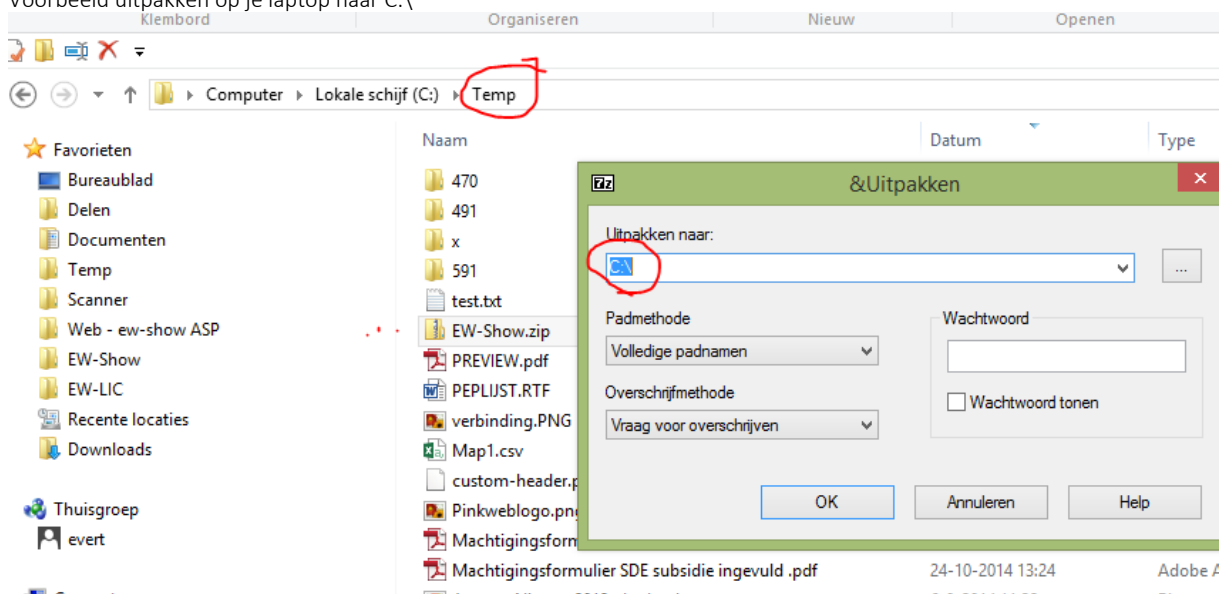 Voorbeeld uitpakken op je laptop naar C:\
Klembord Organiseren Nieuw Openen
Computer Lokale schijf (C:) Temp
Naam Datum Type
Favorieten
Bureaublad
Delen
Documenten
Temp
Scanner
Web - ew-show ASP
EW-Show
EW-LIC
Recente locaties
Downloads
Thuisgroep
evert
470
491
x
591
test.txt
EW-Show.zip
PREVIEW.pdf
PEPLIJST.RTF
verbinding.PNG
Map1.csv
custom-header.p
Pinkweblogo.png
Machtigingsform
Machtigingsformulier SDE subsidie ingevuld .pdf 24-10-2014 13:24 Adobe A
7z &Uitpakken
Uitpakken naar:
C:\
...
Padmethode
Volledige padnamen
Overschrijfmethode
Vraag voor overschrijven
Wachtwoord
Wachtwoord tonen
OK Annuleren Help